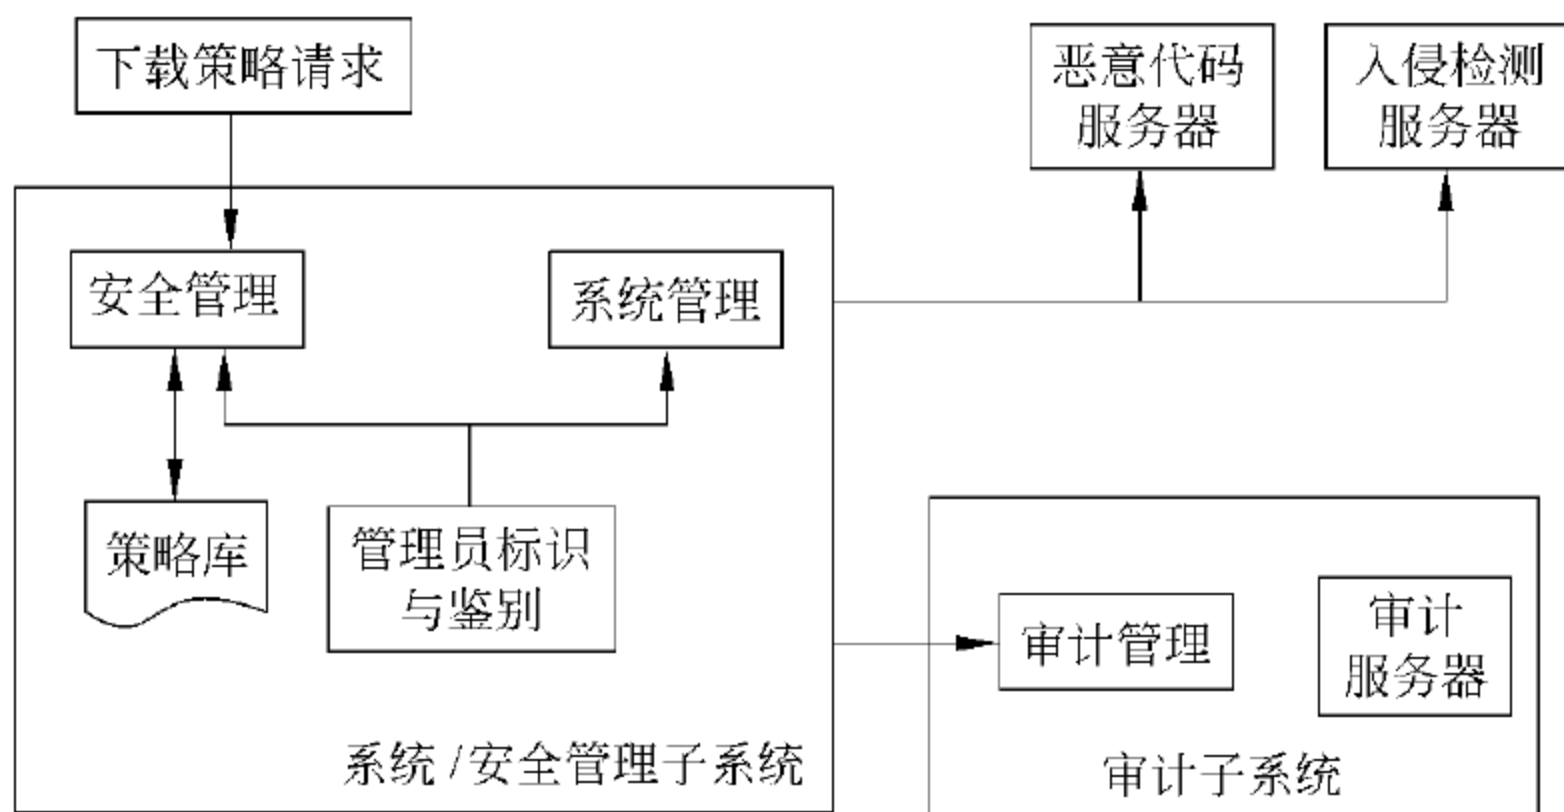 下载策略请求
恶意代码
服务器
入侵检测
服务器
安全管理
系统管理
策略库
管理员标识
与鉴别
系统/安全管理子系统
审计管理
审计
服务器
审计子系统